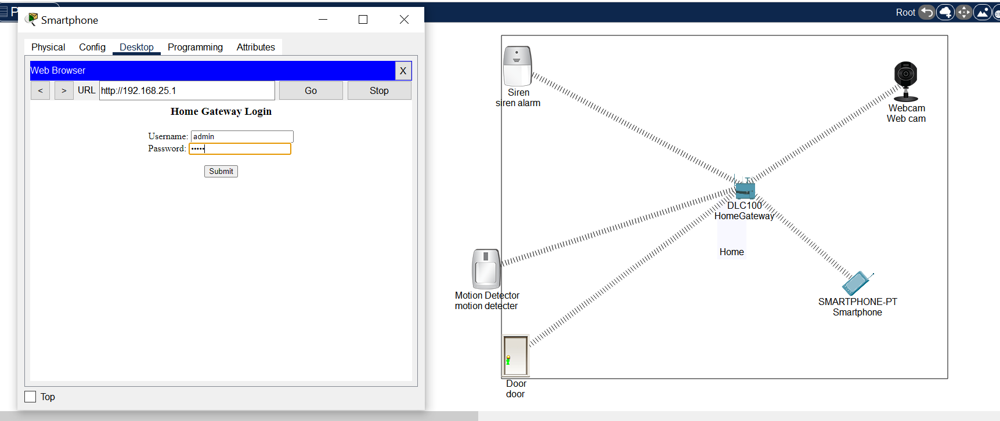 P
Root
Smartphone
Physical Config Desktop Programming Attributes
Web Browser
X
< > URL http://192.168.25.1 Go Stop
Home Gateway Login
Username: admin
Password: •••••
Submit
Top
Siren
siren alarm
Webcam
Web cam
DLC100
HomeGateway
Home
Motion Detector
motion detecter
SMARTPHONE-PT
Smartphone
Door
door